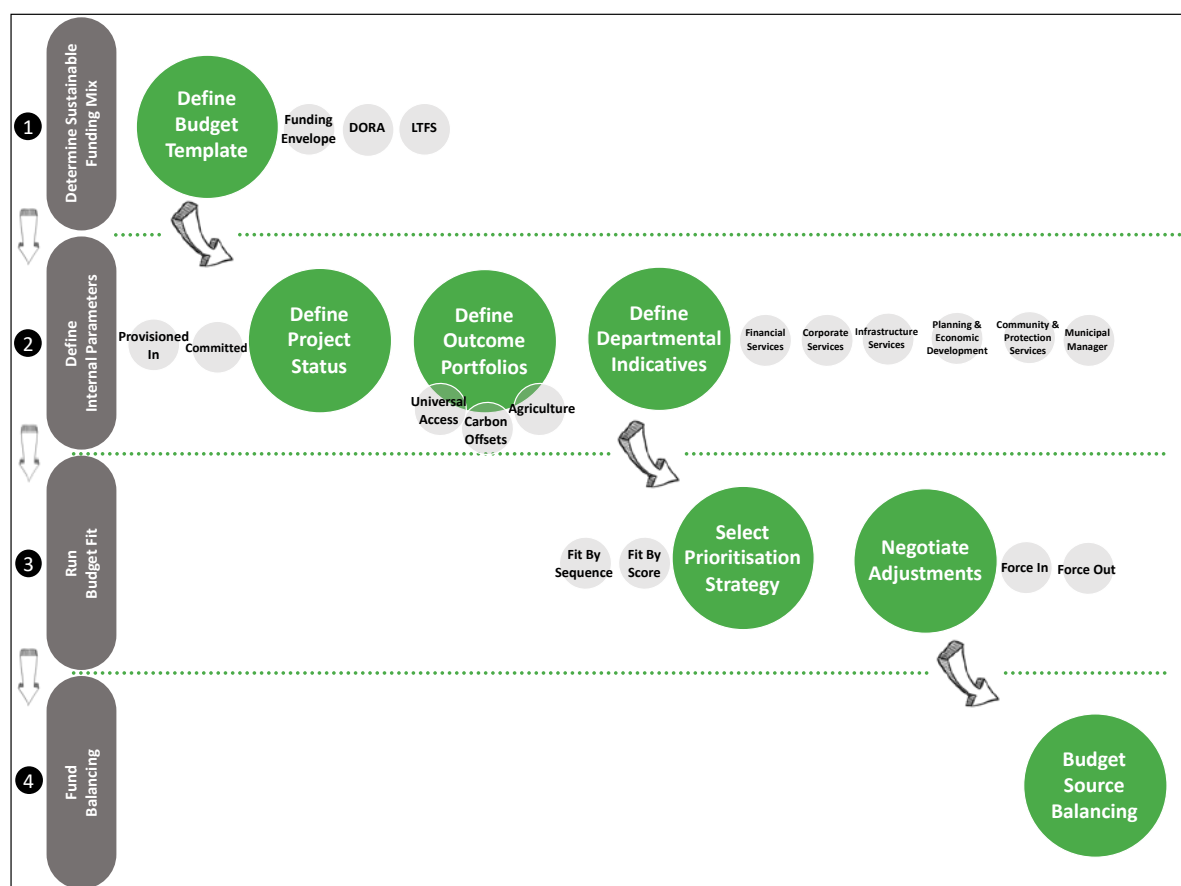 1
Determine Sustainable
Funding Mix
Define
Budget
Template
Funding
Envelope
DORA
LTFS
2
Define
Internal Parameters
Provisioned
In
Committed
Define
Project
Status
Define
Outcome
Portfolios
Universal
Access
Carbon
Offsets
Agriculture
Define
Departmental
Indicatives
Financial
Services
Corporate
Services
Infrastructure
Services
Planning &
Economic
Development
Community &
Protection
Services
Municipal
Manager
3
Run
Budget Fit
Fit By
Sequence
Fit By
Score
Select
Prioritisation
Strategy
Negotiate
Adjustments
Force In
Force Out
4
Fund
Balancing
Budget
Source
Balancing